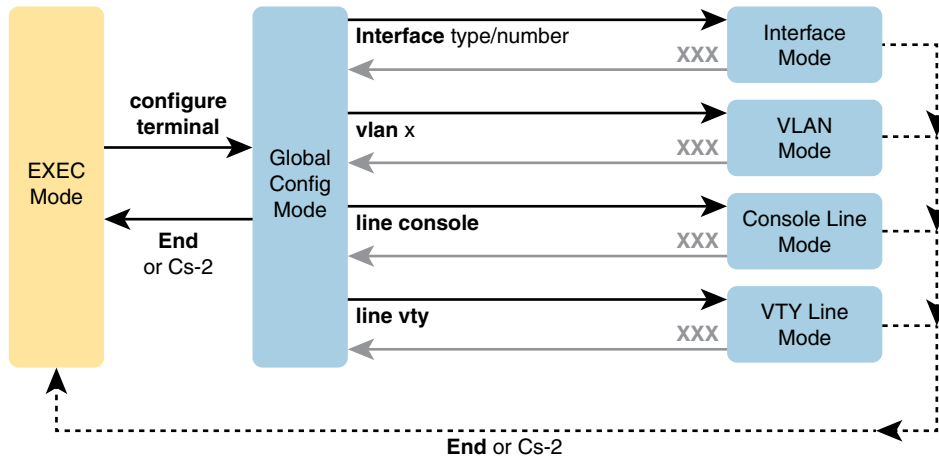 EXEC
Mode
configure
terminal
End
or Cs-2
Global
Config
Mode
Interface type/number
XXX
Interface
Mode
vlan x
XXX
VLAN
Mode
line console
XXX
Console Line
Mode
line vty
XXX
VTY Line
Mode
End or Cs-2